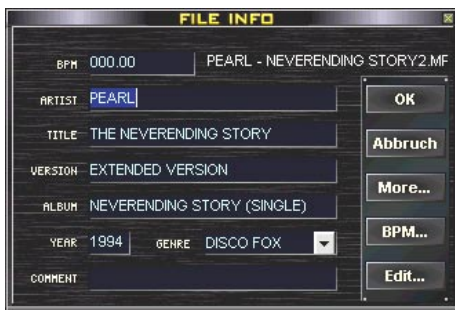 FILE INFO
BPM 000.00 PEARL - NEVERENDING STORY2.MF
ARTIST PEARL OK
TITLE THE NEVERENDING STORY Abbruch
VERSION EXTENDED VERSION
More...
ALBUM NEVERENDING STORY (SINGLE)
YEAR 1994 GENRE DISCO FOX BPM...
COMMENT Edit...